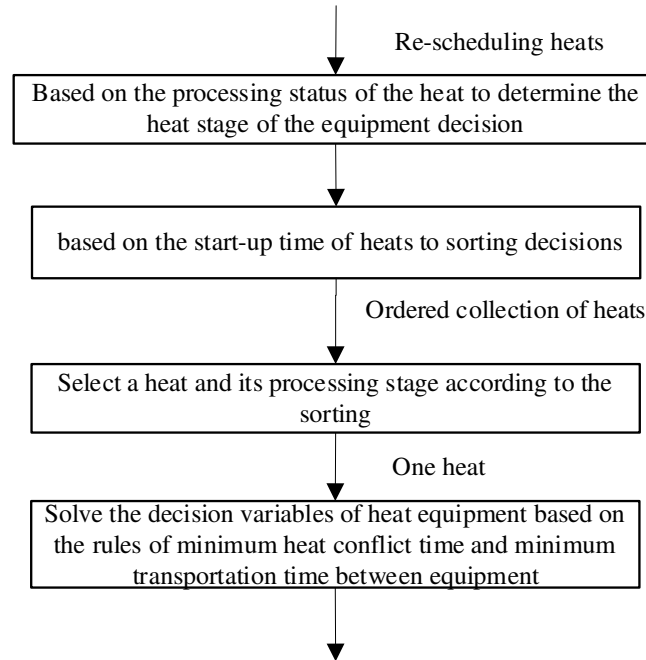 Re-scheduling heats
Based on the processing status of the heat to determine the
heat stage of the equipment decision
based on the start-up time of heats to sorting decisions
Ordered collection of heats
Select a heat and its processing stage according to the
sorting
One heat
Solve the decision variables of heat equipment based on
the rules of minimum heat conflict time and minimum
transportation time between equipment